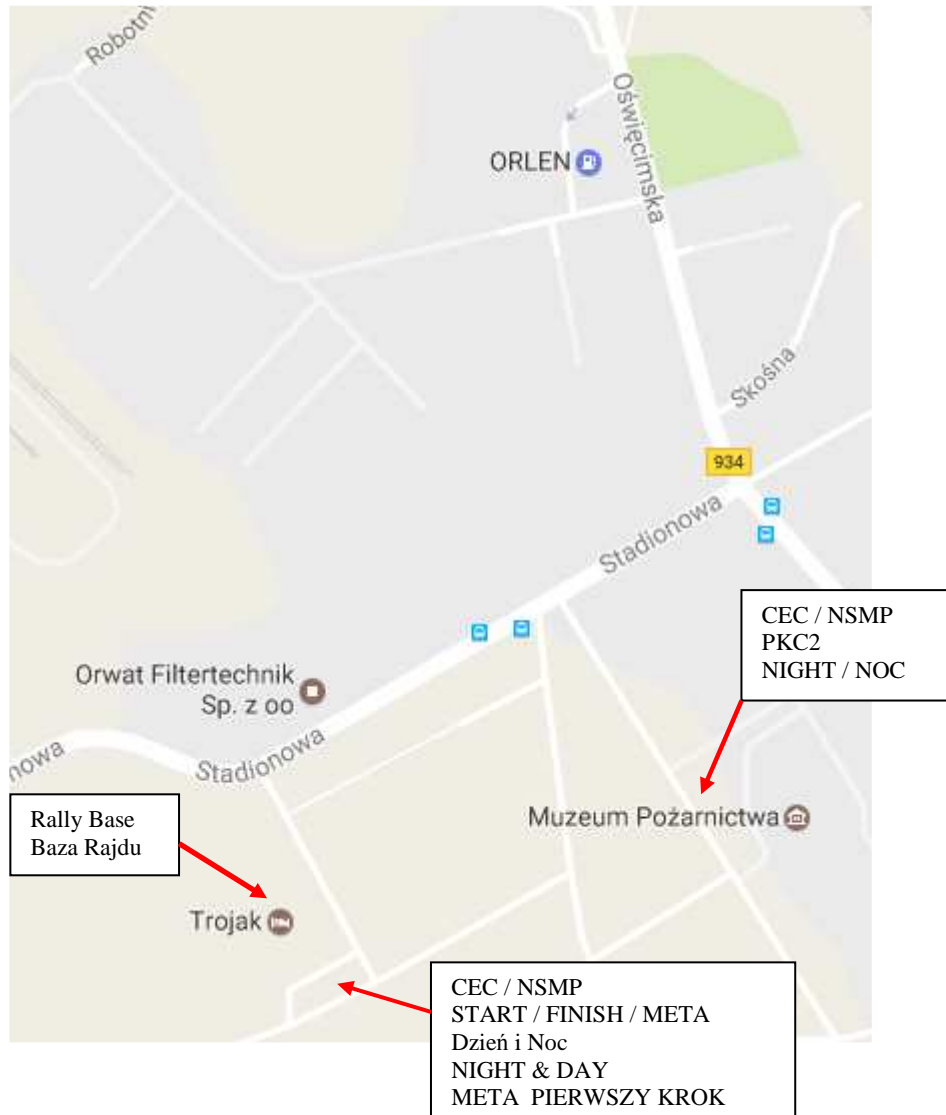 Robotn
Oświęcimska
ORLEN
Skośna
934
Stadionowa
CEC / NSMP
PKC2
NIGHT / NOC
Orwat Filtertechnik
Sp. z oo
nowa
Stadionowa
Rally Base
Baza Rajdu
Muzeum Pożarnictwa
Trojak
CEC / NSMP
START / FINISH / META
Dzień i Noc
NIGHT & DAY
META PIERWSZY KROK